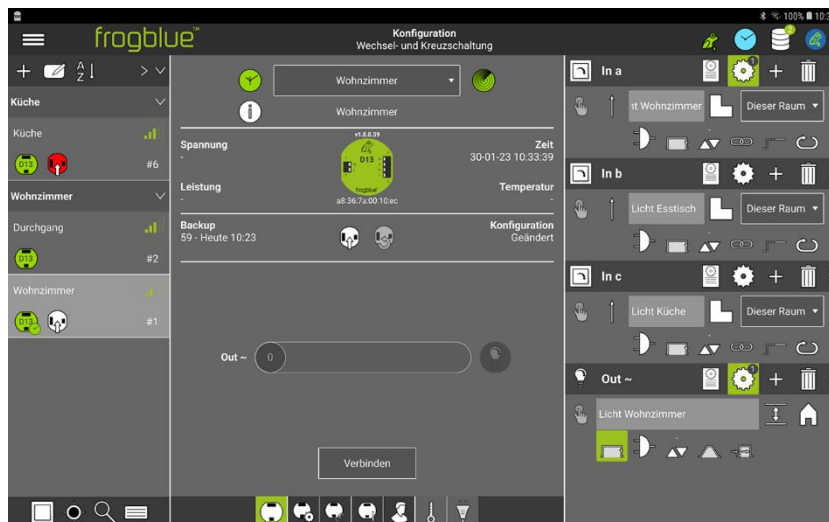 100% 10:3
frogblue™
Konfiguration
Wechsel- und Kreuzschaltung
2
A
Z
Küche
Küche
D13
#6
Wohnzimmer
Durchgang
D13
#2
Wohnzimmer
D13
#1
Wohnzimmer
Wohnzimmer
Spannung
-
v1.8.8.39
D13
frogblue
a8:36:7a:00:10:ec
Zeit
30-01-23 10:33:39
Leistung
-
Temperatur
-
Backup
59 - Heute 10:23
Konfiguration
Geändert
Out ~
0
Verbinden
In a
1
ht Wohnzimmer
Dieser Raum
In b
Licht Esstisch
Dieser Raum
In c
Licht Küche
Dieser Raum
Out ~
1
Licht Wohnzimmer